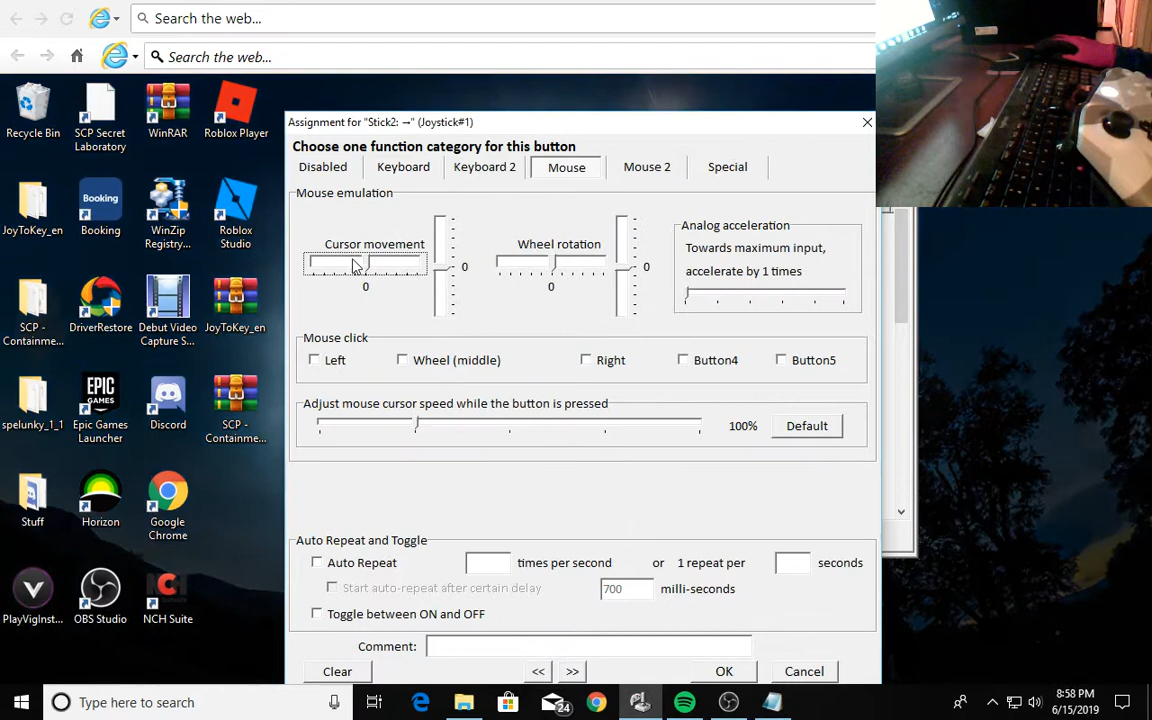 Search the web...
Search the web...
Recycle Bin
SCP Secret
Laboratory
WinRAR
Roblox Player
JoyToKey_en
Booking
WinZip
Registry...
Roblox
Studio
SCP -
Containme...
DriverRestore
Debut Video
Capture S...
JoyToKey_en
spelunky_1_1
EPIC
GAMES
Epic Games
Launcher
Discord
SCP -
Containme...
Stuff
Horizon
Google
Chrome
PlayVigInst...
OBS Studio
NCH
NCH Suite
Assignment for "Stick2: →" (Joystick#1)
Choose one function category for this button
Disabled
Keyboard
Keyboard 2
Mouse
Mouse 2
Special
Mouse emulation
Cursor movement
0
0
Wheel rotation
0
0
Analog acceleration
Towards maximum input,
accelerate by 1 times
Mouse click
Left
Wheel (middle)
Right
Button4
Button5
Adjust mouse cursor speed while the button is pressed
100%
Default
Auto Repeat and Toggle
Auto Repeat
times per second
or
1 repeat per
seconds
Start auto-repeat after certain delay
700
milli-seconds
Toggle between ON and OFF
Comment:
Clear
<<
>>
OK
Cancel
Type here to search
24
8:58 PM
6/15/2019